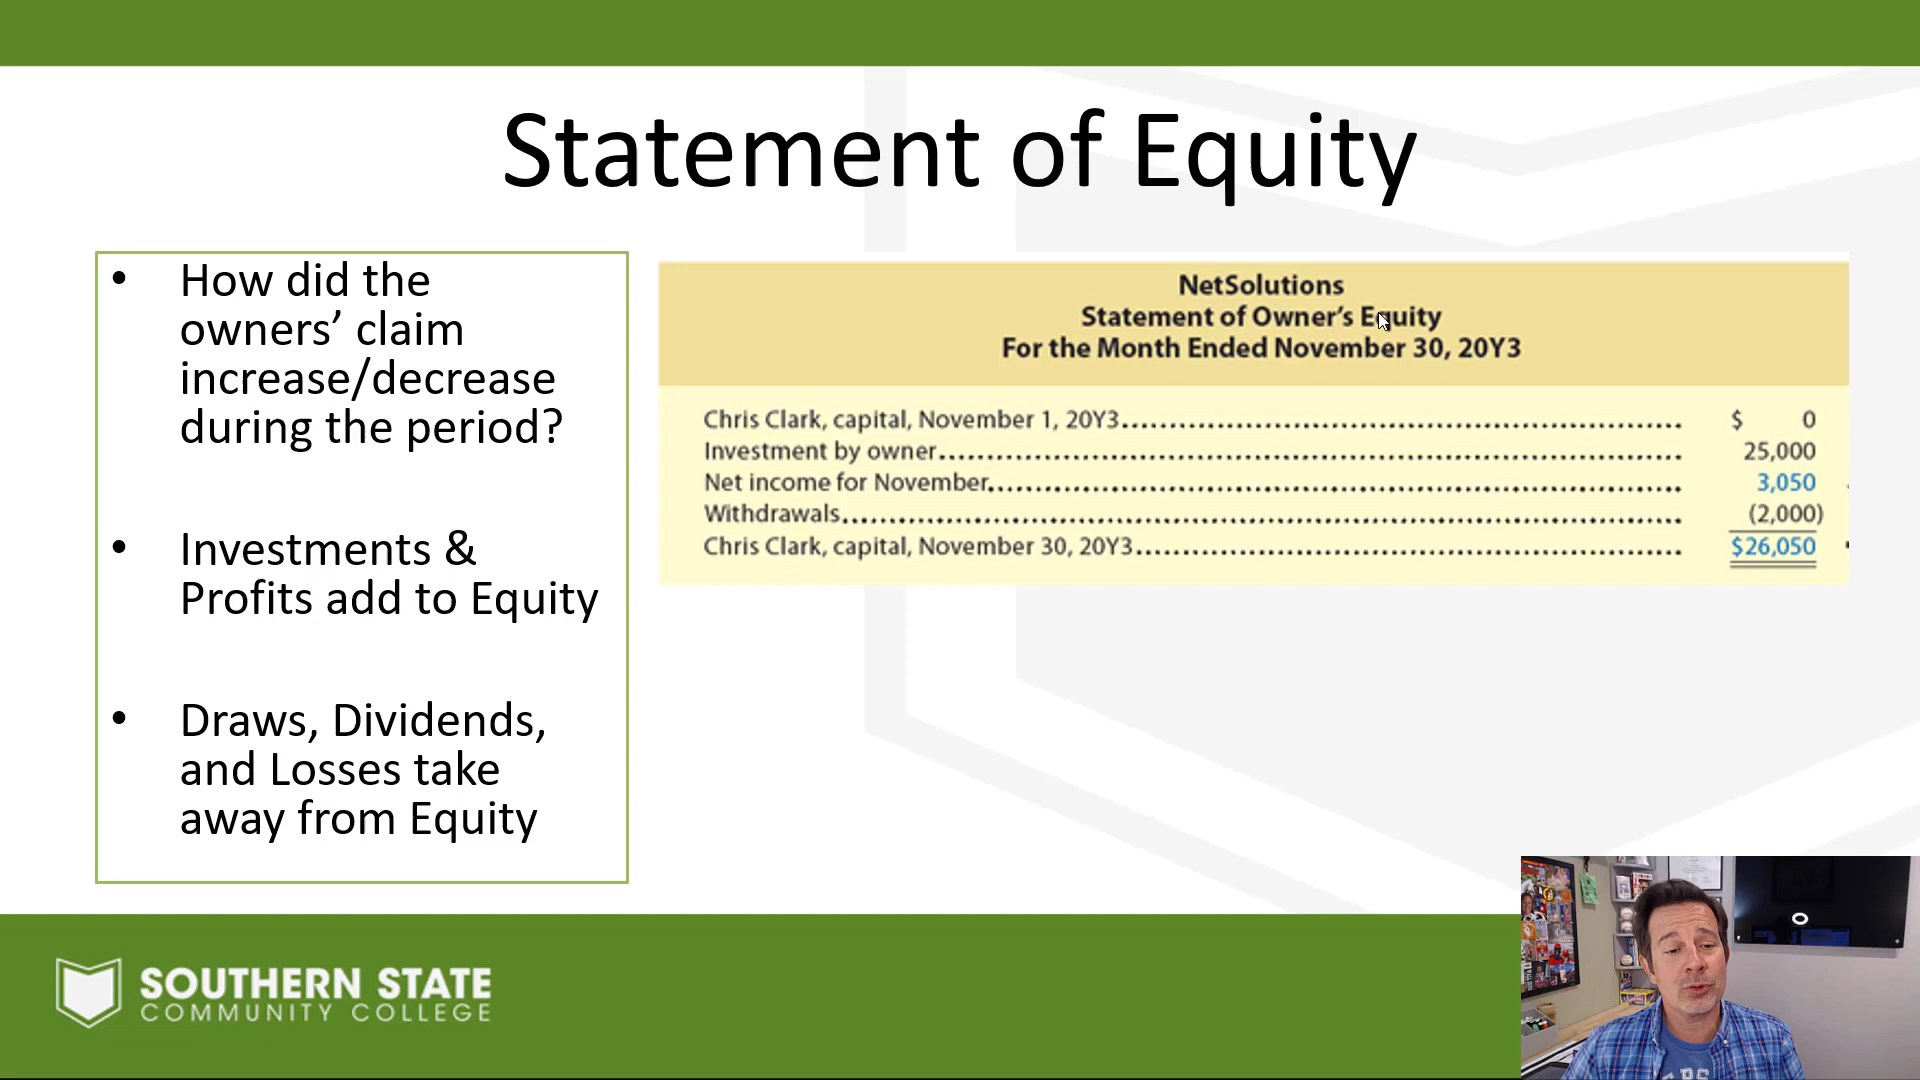 Statement of Equity
• How did the
owners’ claim
increase/decrease
during the period?
• Investments &
Profits add to Equity
• Draws, Dividends,
and Losses take
away from Equity
NetSolutions
Statement of Owner’s Equity
For the Month Ended November 30, 20Y3
Chris Clark, capital, November 1, 20Y3 $ 0
Investment by owner 25,000
Net income for November 3,050
Withdrawals (2,000)
Chris Clark, capital, November 30, 20Y3 $26,050
SOUTHERN STATE
COMMUNITY COLLEGE